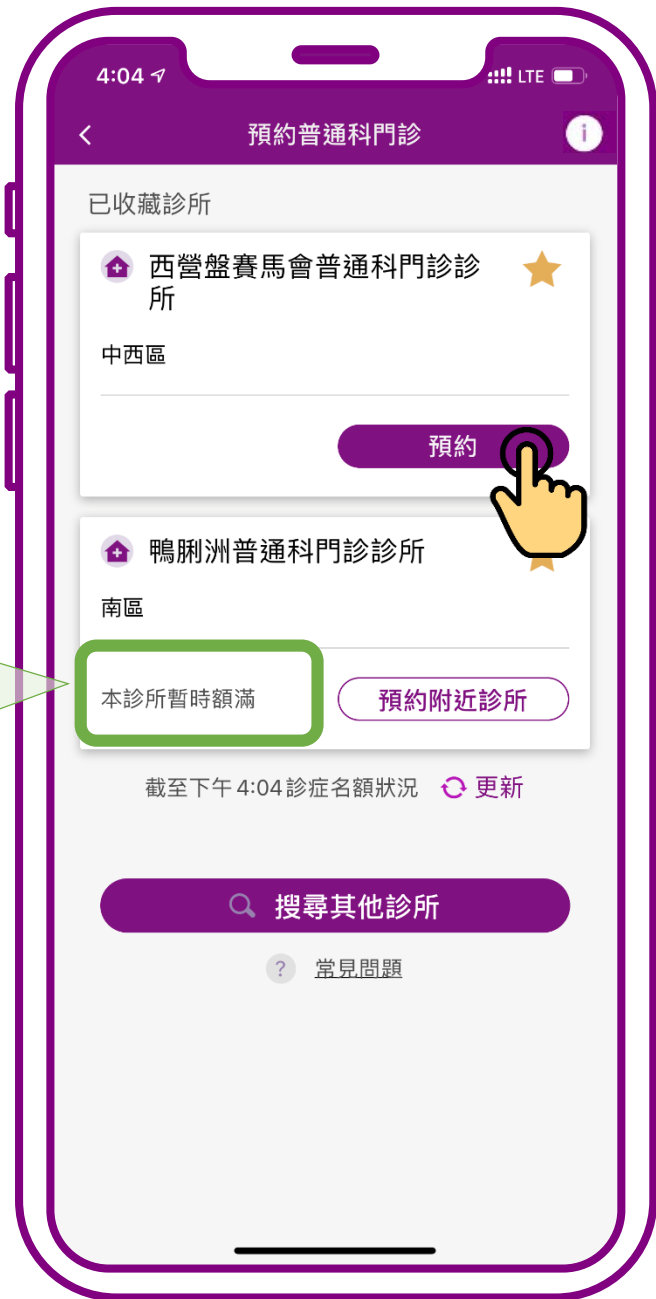 4:04
LTE
預約普通科門診
i
已收藏診所
西營盤賽馬會普通科門診診
所
中西區
預約
鴨脷洲普通科門診診所
南區
本診所暫時額滿
預約附近診所
截至下午4:04診症名額狀況
更新
搜尋其他診所
?
常見問題